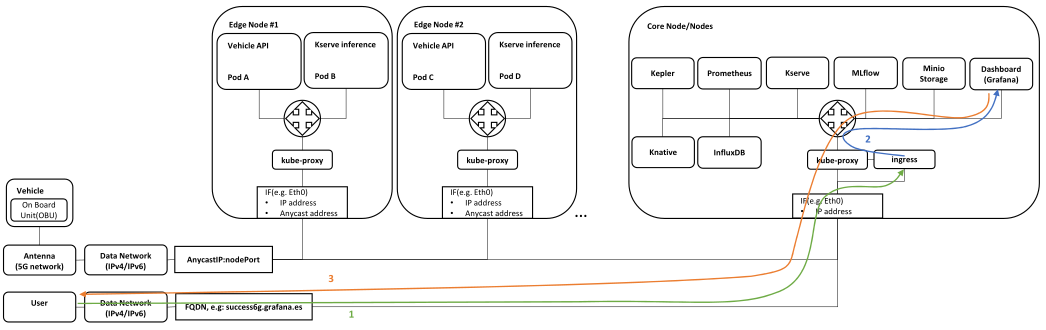 Edge Node #1
Vehicle API
Pod A
Kserve inference
Pod B
kube-proxy
IF(e.g. Eth0)
• IP address
• Anycast address
Edge Node #2
Vehicle API
Pod C
Kserve inference
Pod D
kube-proxy
IF(e.g. Eth0)
• IP address
• Anycast address
...
Core Node/Nodes
Kepler
Prometheus
Kserve
MLflow
Minio
Storage
Dashboard
(Grafana)
Knative
InfluxDB
2
kube-proxy
ingress
IF(e.g. Eth0)
• IP address
Vehicle
On Board
Unit(OBU)
Antenna
(5G network)
Data Network
(IPv4/IPv6)
AnycastIP:nodePort
3
User
Data Network
(IPv4/IPv6)
FQDN, e.g: success6g.grafana.es
1